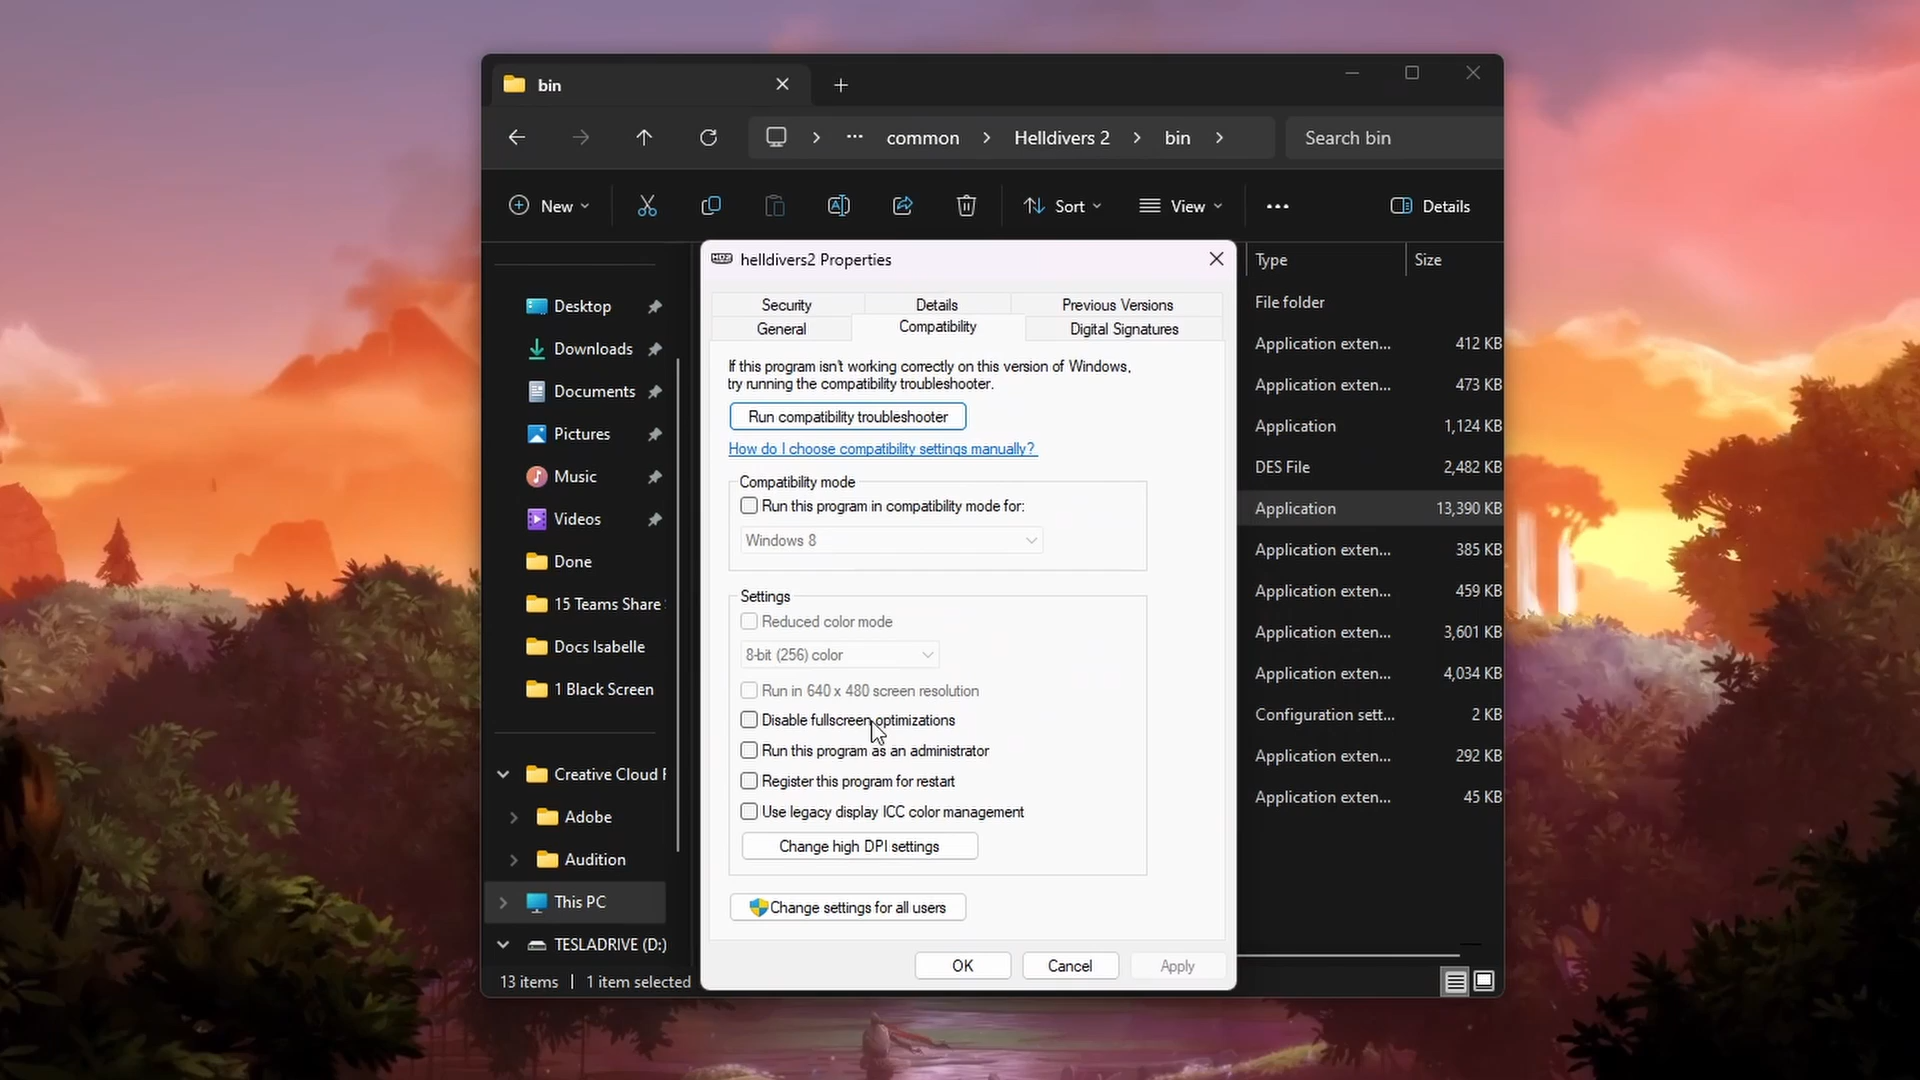 bin
common
Helldivers 2
bin
Search bin
New
Sort
View
Details
Desktop
Downloads
Documents
Pictures
Music
Videos
Done
15 Teams Share
Docs Isabelle
1 Black Screen
Creative Cloud F
Adobe
Audition
This PC
TESLADRIVE (D:)
13 items
1 item selected
HD2
helldivers2 Properties
Security
Details
Previous Versions
General
Compatibility
Digital Signatures
If this program isn't working correctly on this version of Windows,
try running the compatibility troubleshooter.
Run compatibility troubleshooter
How do I choose compatibility settings manually?
Compatibility mode
Run this program in compatibility mode for:
Windows 8
Settings
Reduced color mode
8-bit (256) color
Run in 640 x 480 screen resolution
Disable fullscreen optimizations
Run this program as an administrator
Register this program for restart
Use legacy display ICC color management
Change high DPI settings
Change settings for all users
OK
Cancel
Apply
Type
Size
File folder
Application exten... 412 KB
Application exten... 473 KB
Application 1,124 KB
DES File 2,482 KB
Application 13,390 KB
Application exten... 385 KB
Application exten... 459 KB
Application exten... 3,601 KB
Application exten... 4,034 KB
Configuration sett... 2 KB
Application exten... 292 KB
Application exten... 45 KB